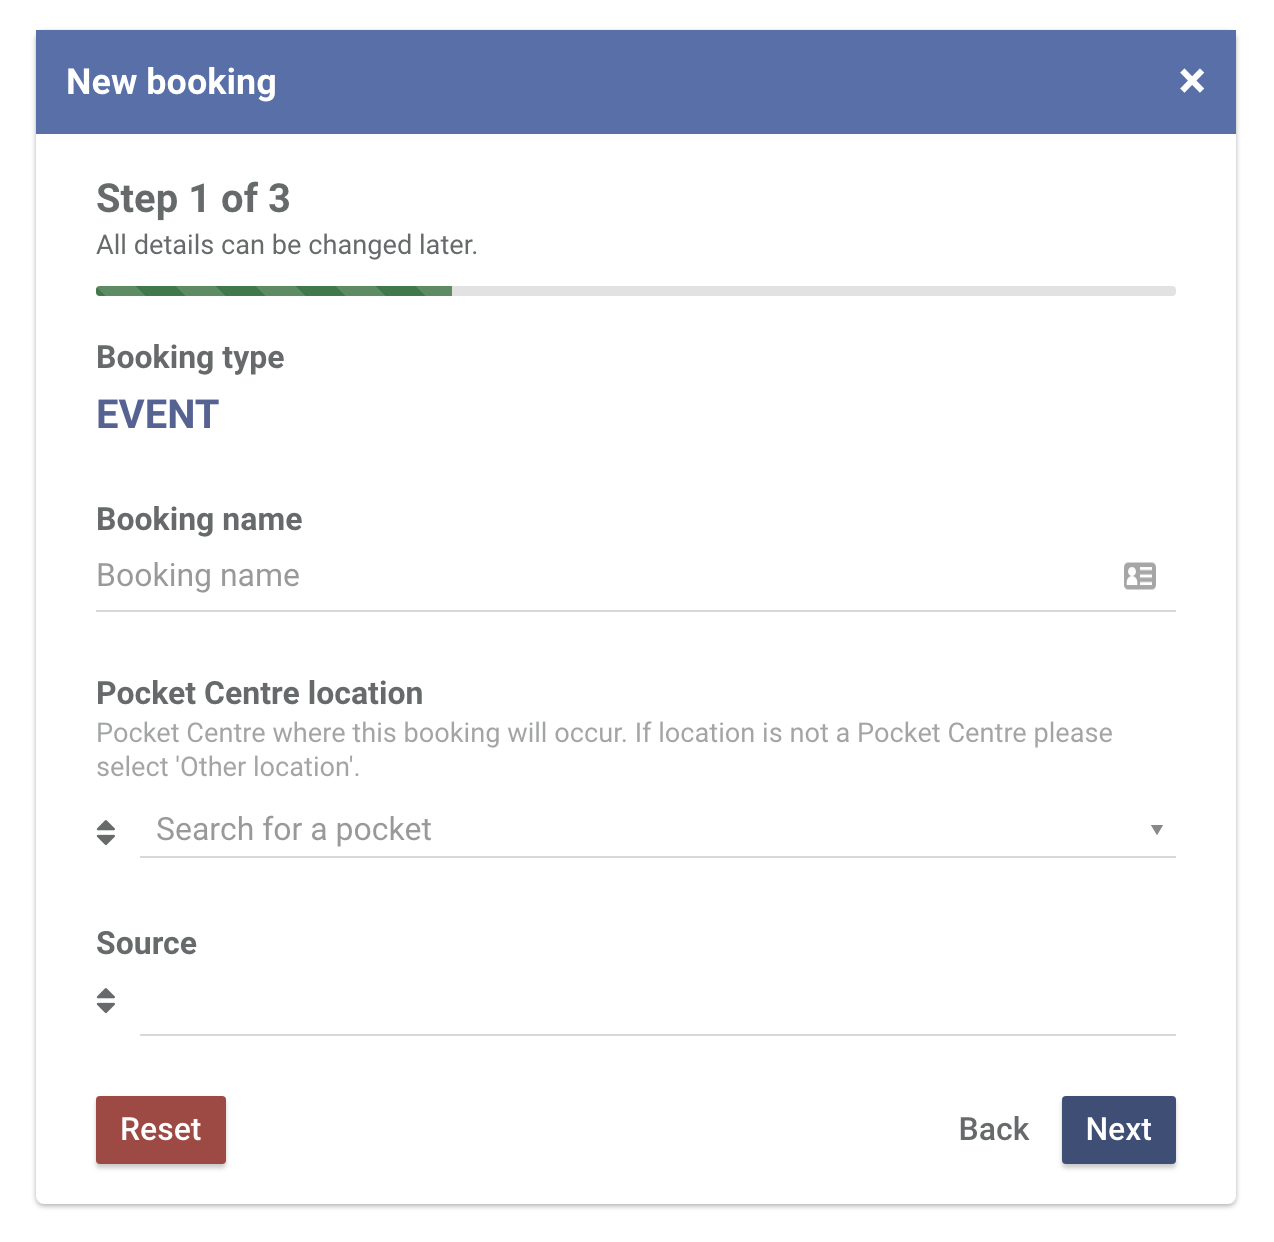 New booking
Step 1 of 3
All details can be changed later.
Booking type
EVENT
Booking name
Booking name
Pocket Centre location
Pocket Centre where this booking will occur. If location is not a Pocket Centre please
select 'Other location'.
Search for a pocket
Source
Reset
Back
Next